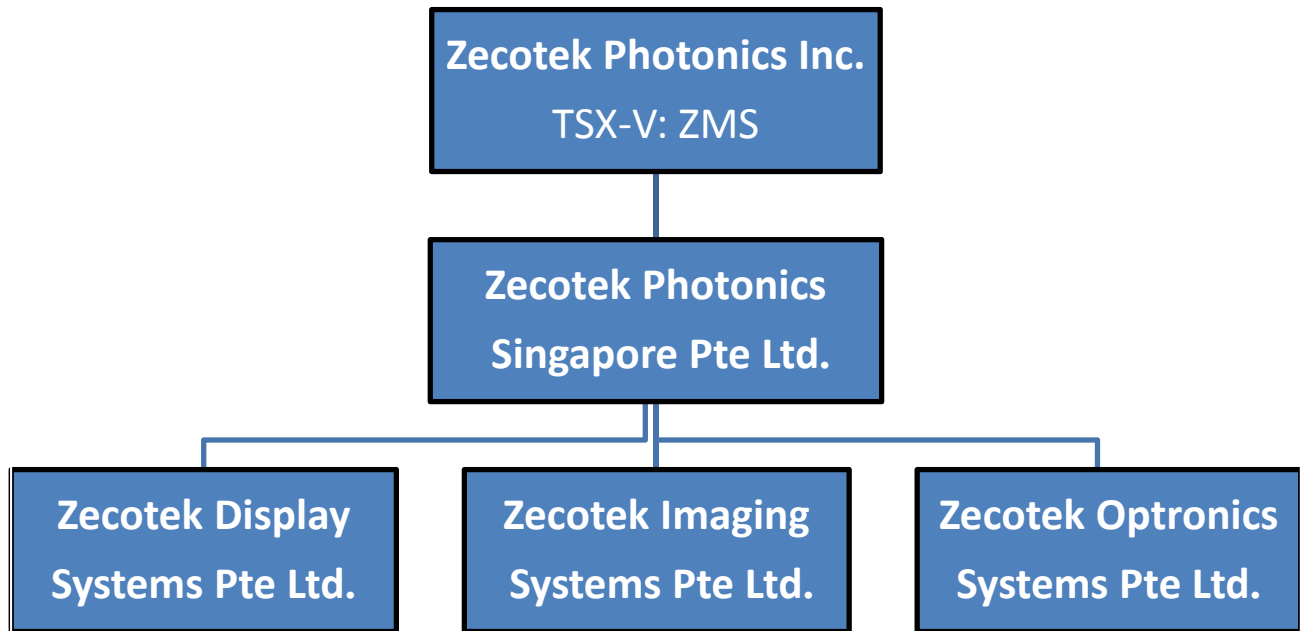 Zecotek Photonics Inc.
TSX-V: ZMS
Zecotek Photonics
Singapore Pte Ltd.
Zecotek Display
Systems Pte Ltd.
Zecotek Imaging
Systems Pte Ltd.
Zecotek Optronics
Systems Pte Ltd.